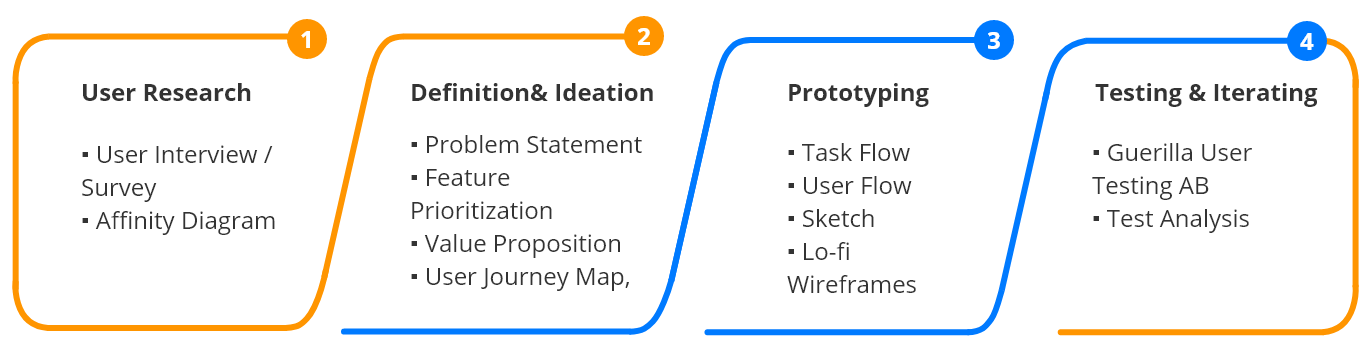 1
User Research
▪ User Interview /
Survey
▪ Affinity Diagram
2
Definition& Ideation
▪ Problem Statement
▪ Feature
Prioritization
▪ Value Proposition
▪ User Journey Map,
3
Prototyping
▪ Task Flow
▪ User Flow
▪ Sketch
▪ Lo-fi
Wireframes
4
Testing & Iterating
▪ Guerilla User
Testing AB
▪ Test Analysis